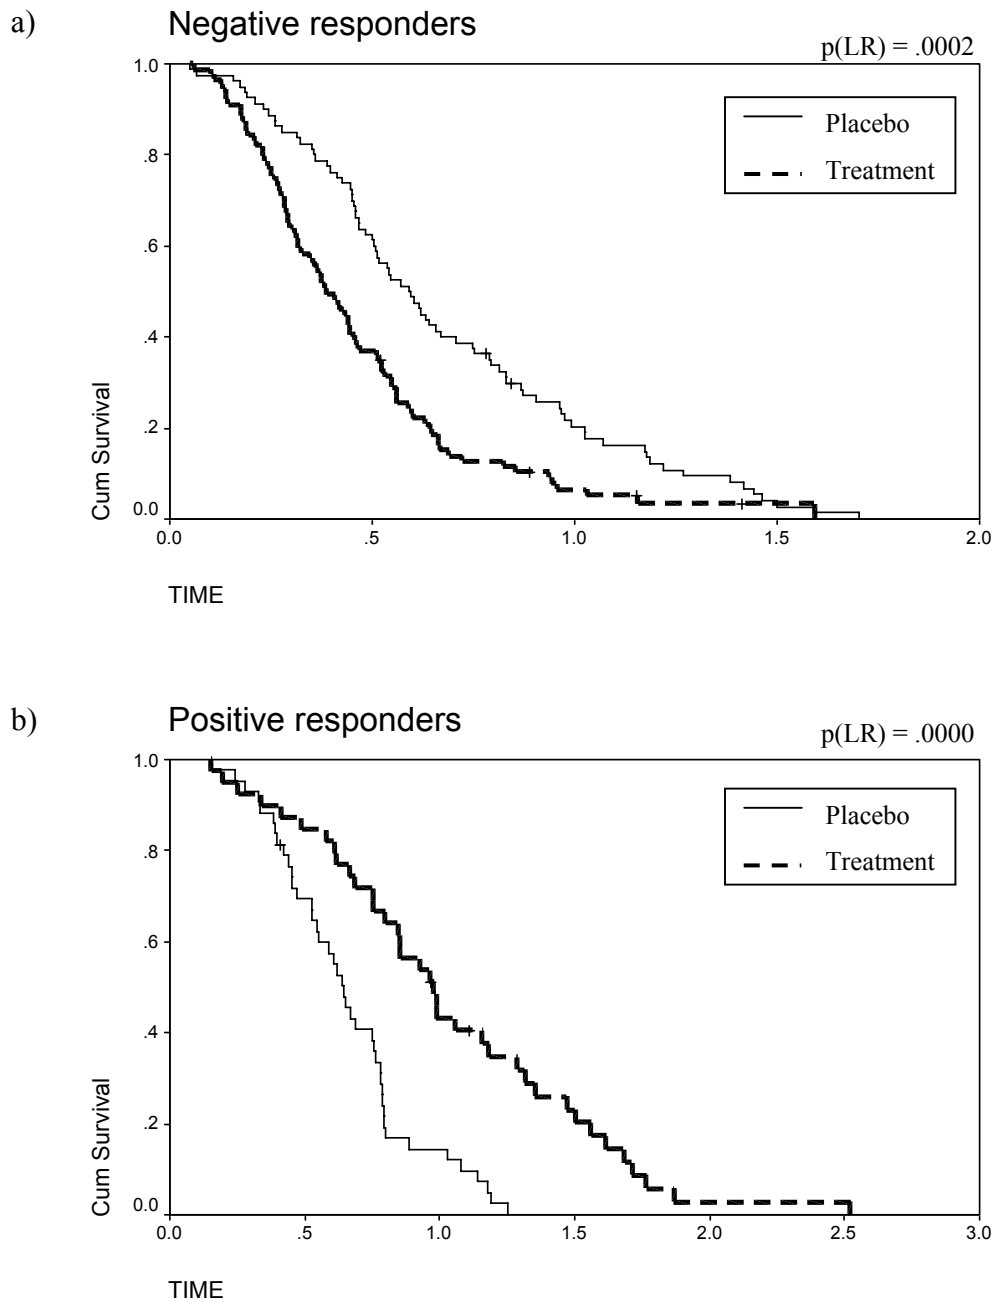 a)
Negative responders
p(LR) = .0002
1.0
.8
.6
.4
.2
0.0
Cum Survival
Placebo
Treatment
0.0 .5 1.0 1.5 2.0
TIME
b)
Positive responders
p(LR) = .0000
1.0
.8
.6
.4
.2
0.0
Cum Survival
Placebo
Treatment
0.0 .5 1.0 1.5 2.0 2.5 3.0
TIME